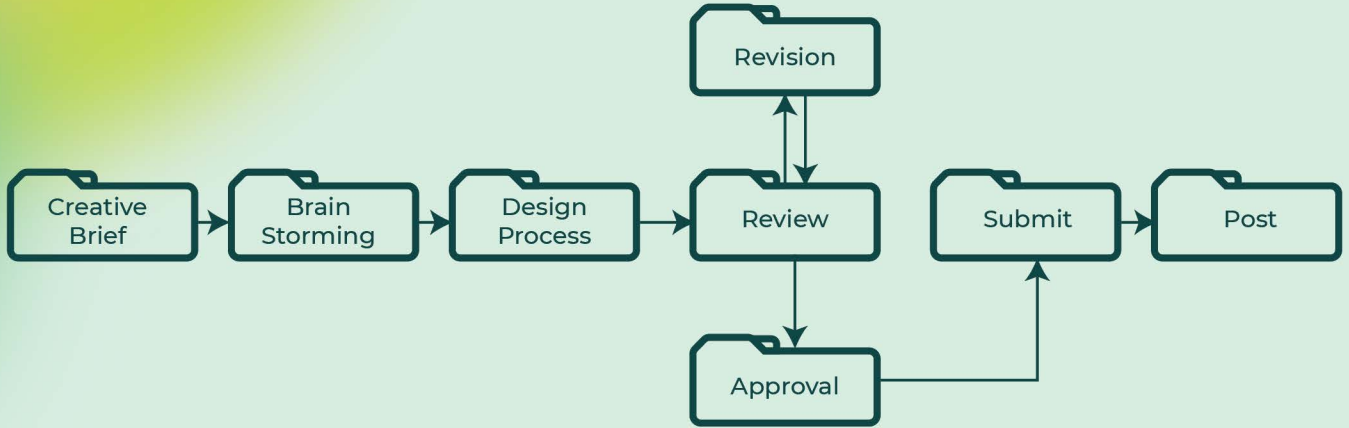 Revision
Creative
Brief
Brain
Storming
Design
Process
Review
Submit
Post
Approval